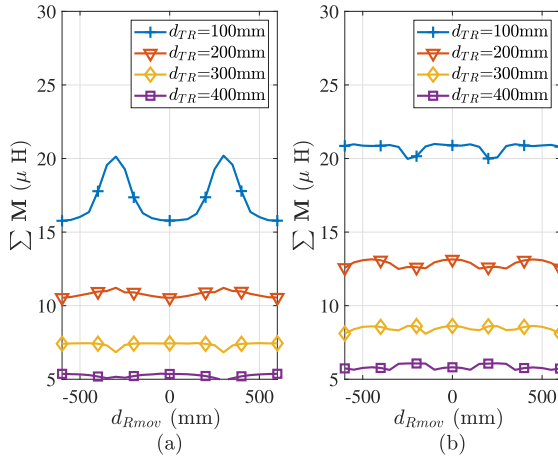 d_TR=100mm
d_TR=200mm
d_TR=300mm
d_TR=400mm
30
25
20
15
10
5
∑ M (μ H)
-500 0 500
d_Rmov (mm)
(a)
d_TR=100mm
d_TR=200mm
d_TR=300mm
d_TR=400mm
30
25
20
15
10
5
∑ M (μ H)
-500 0 500
d_Rmov (mm)
(b)